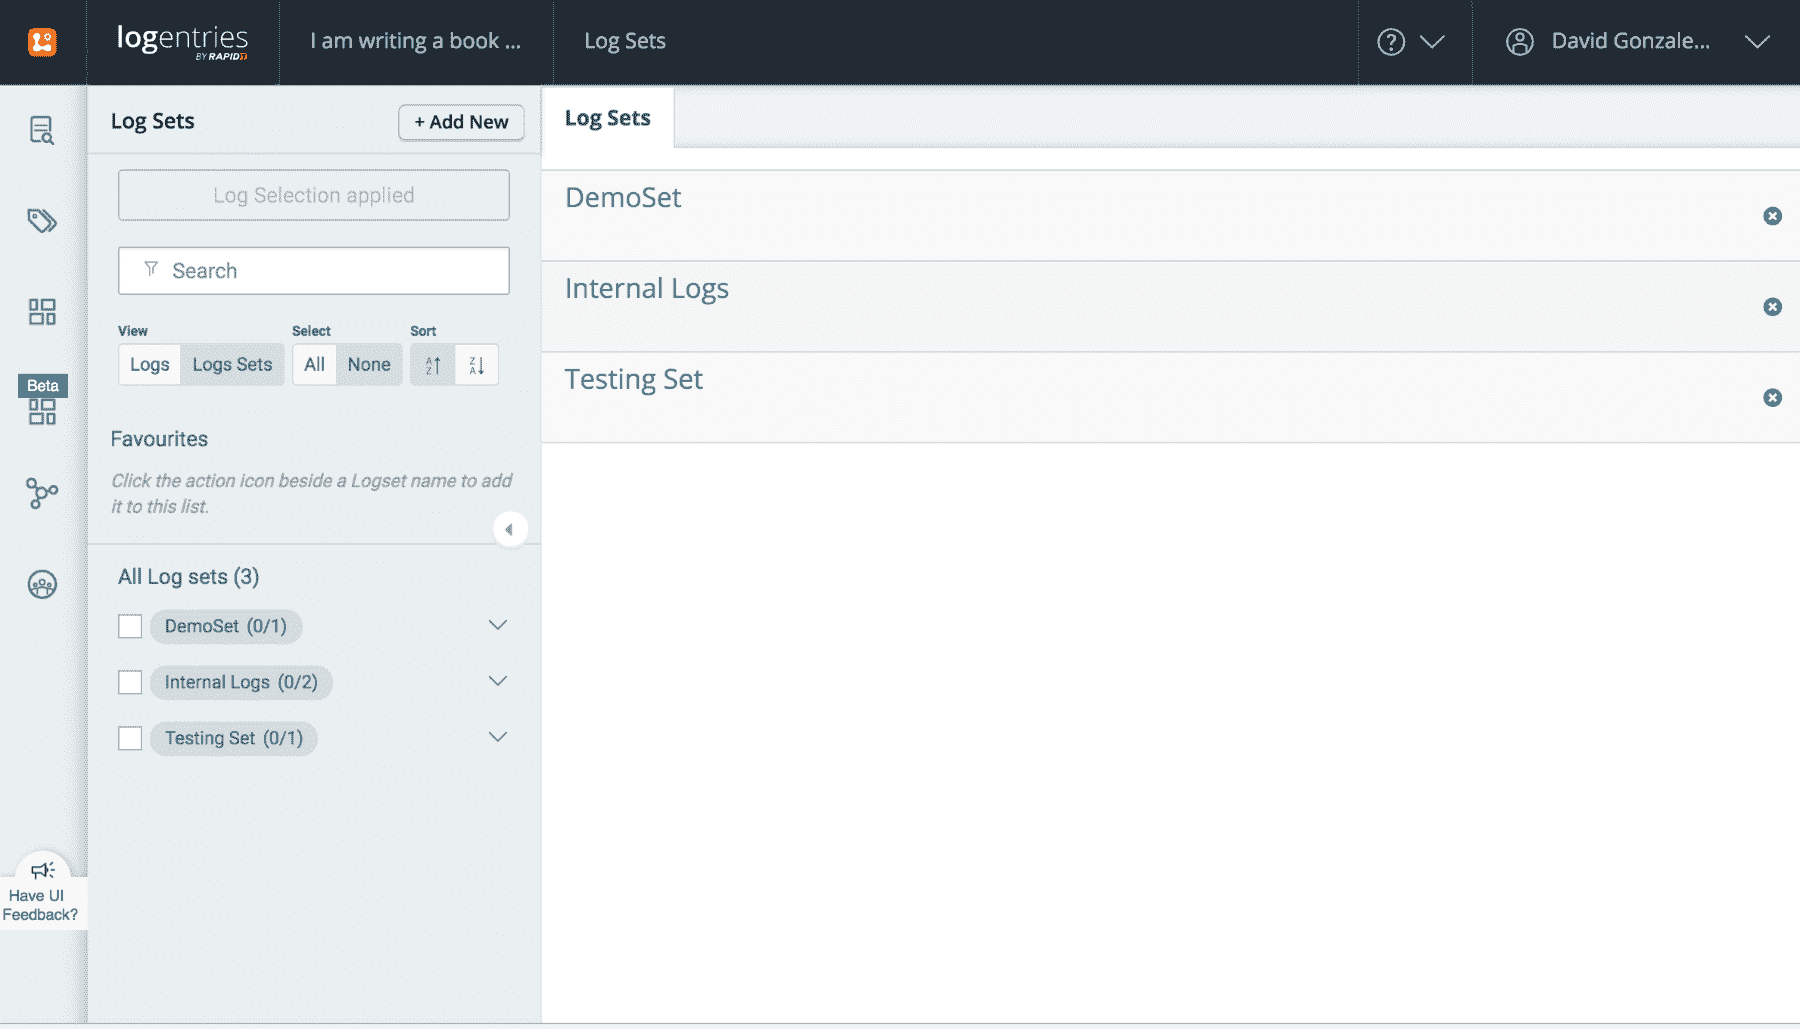 logentries
BY RAPID7
I am writing a book ...
Log Sets
?
David Gonzale...
Log Sets
+ Add New
Log Selection applied
Search
View
Select
Sort
Logs
Logs Sets
All
None
A
Z
Z
A
Beta
Favourites
Click the action icon beside a Logset name to add
it to this list.
All Log sets (3)
DemoSet (0/1)
Internal Logs (0/2)
Testing Set (0/1)
Have UI
Feedback?
Log Sets
DemoSet
Internal Logs
Testing Set